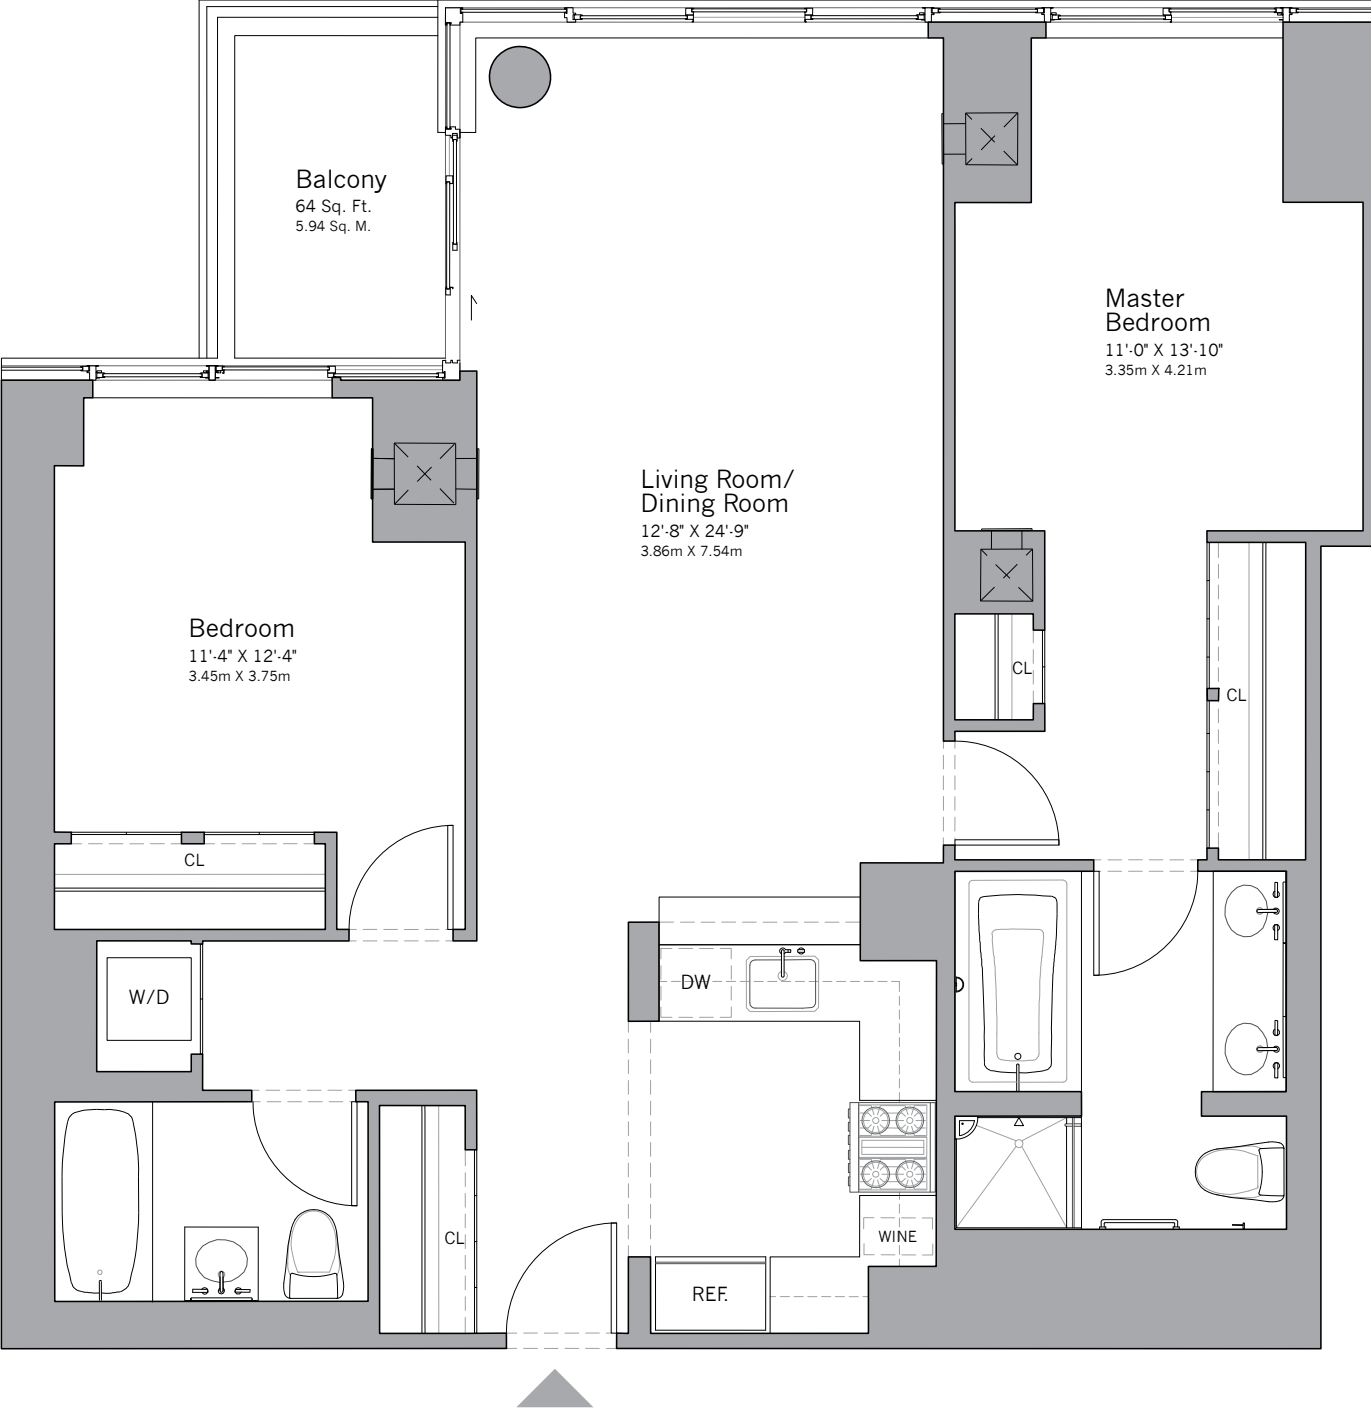 Balcony
64 Sq. Ft.
5.94 Sq. M.
Master
Bedroom
11'-0" X 13'-10"
3.35m X 4.21m
Living Room/
Dining Room
12'-8" X 24'-9"
3.86m X 7.54m
Bedroom
11'-4" X 12'-4"
3.45m X 3.75m
CL
CL
CL
W/D
DW
CL
WINE
REF.